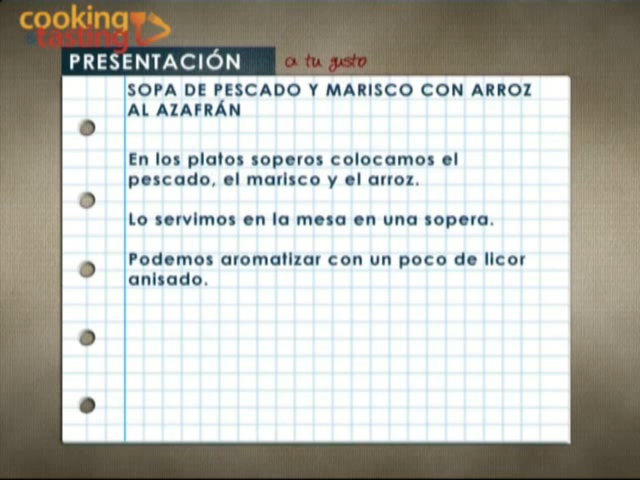 cooking
tasting
PRESENTACIÓN a tu gusto
SOPA DE PESCADO Y MARISCO CON ARROZ
AL AZAFRÁN
En los platos soperos colocamos el
pescado, el marisco y el arroz.
Lo servimos en la mesa en una sopera.
Podemos aromatizar con un poco de licor
anisado.